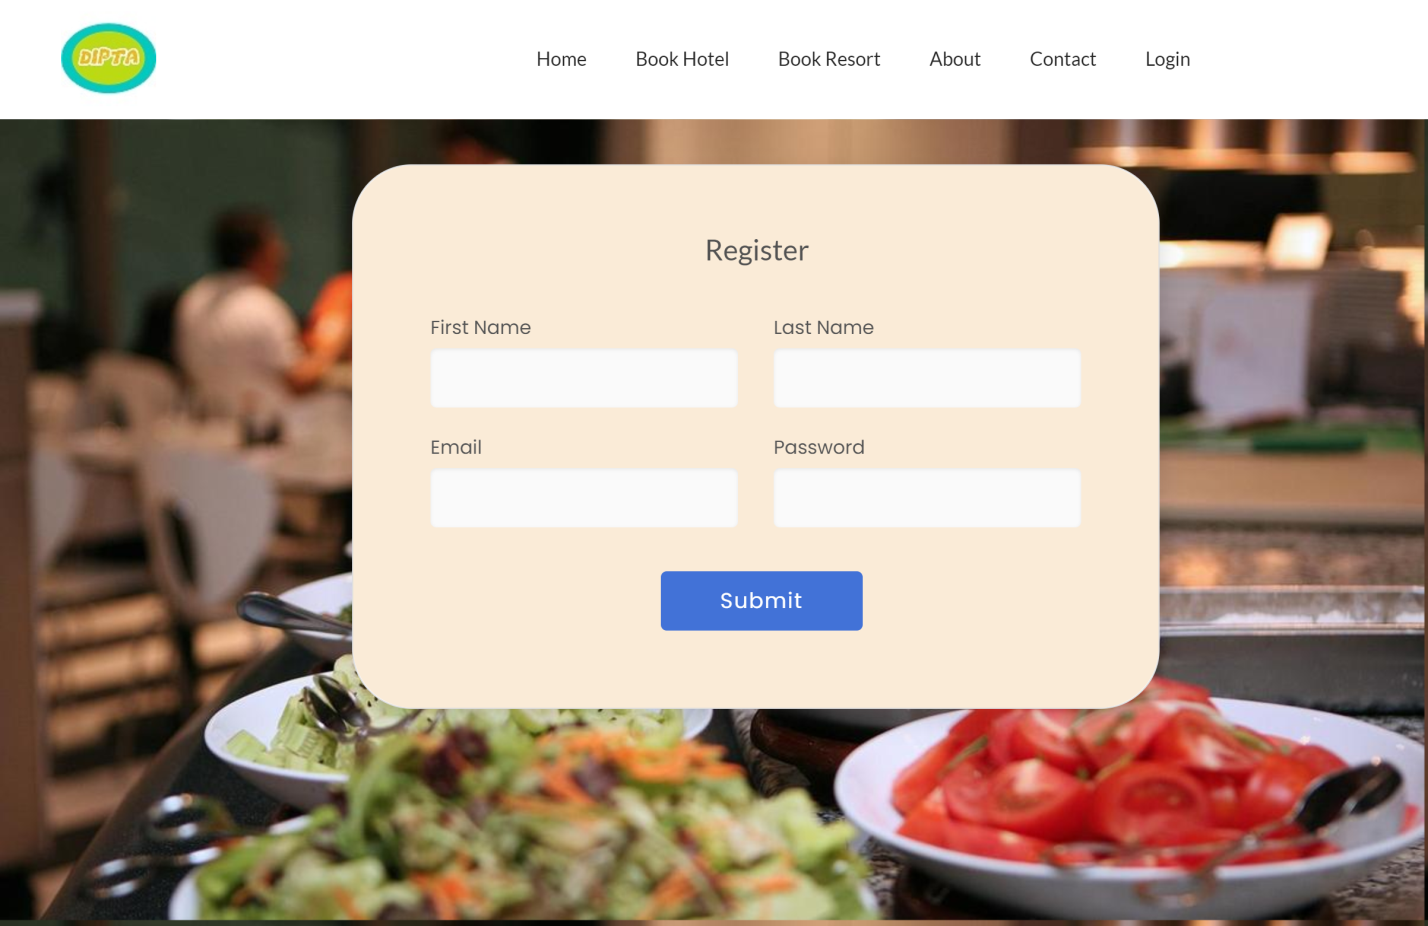 DIPTA
Home Book Hotel Book Resort About Contact Login
Register
First Name Last Name
Email Password
Submit